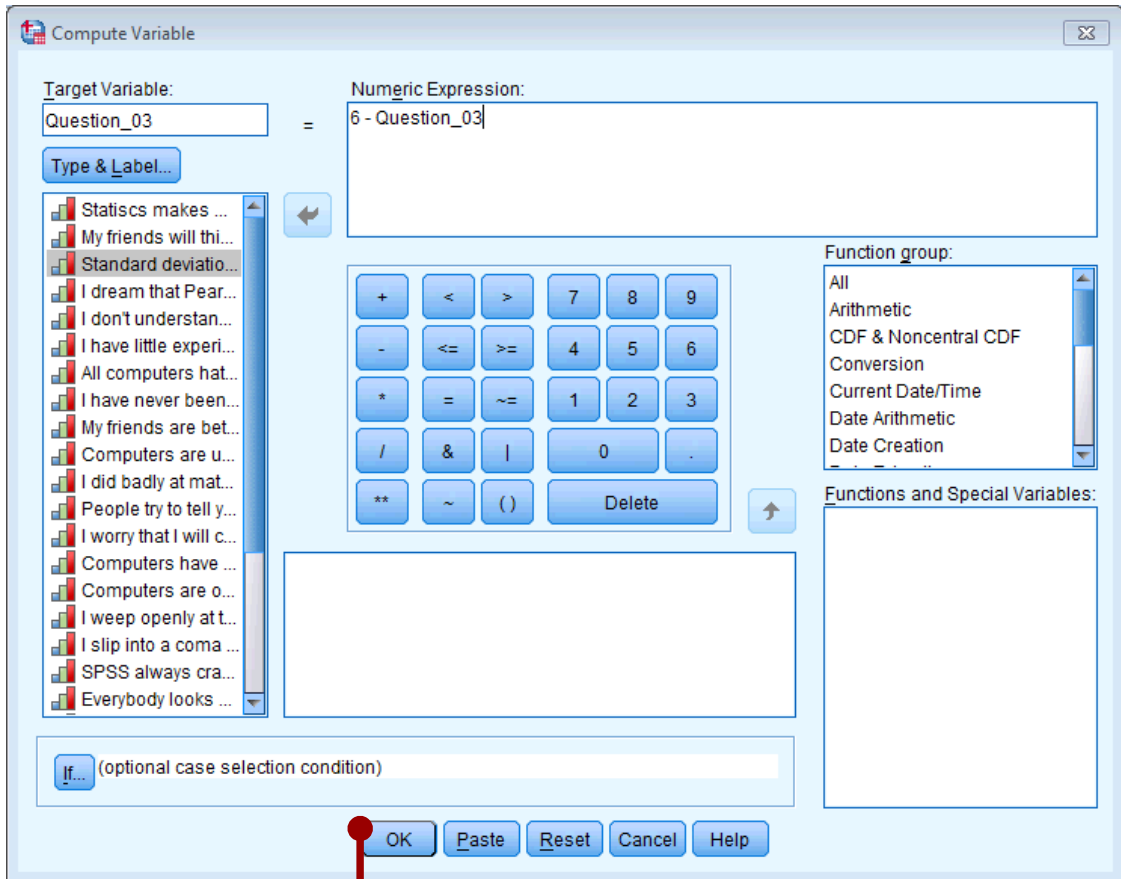 Compute Variable
Target Variable:
Question_03
=
Numeric Expression:
6 - Question_03
Type & Label...
Statiscs makes ...
My friends will thi...
Standard deviatio...
I dream that Pear...
I don't understan...
I have little experi...
All computers hat...
I have never been...
My friends are bet...
Computers are u...
I did badly at mat...
People try to tell y...
I worry that I will c...
Computers have ...
Computers are o...
I weep openly at t...
I slip into a coma ...
SPSS always cra...
Everybody looks ...
+ < > 7 8 9
- <= >= 4 5 6
* = ~= 1 2 3
/ & | 0 .
** ~ ( ) Delete
Function group:
All
Arithmetic
CDF & Noncentral CDF
Conversion
Current Date/Time
Date Arithmetic
Date Creation
Functions and Special Variables:
If... (optional case selection condition)
OK Paste Reset Cancel Help